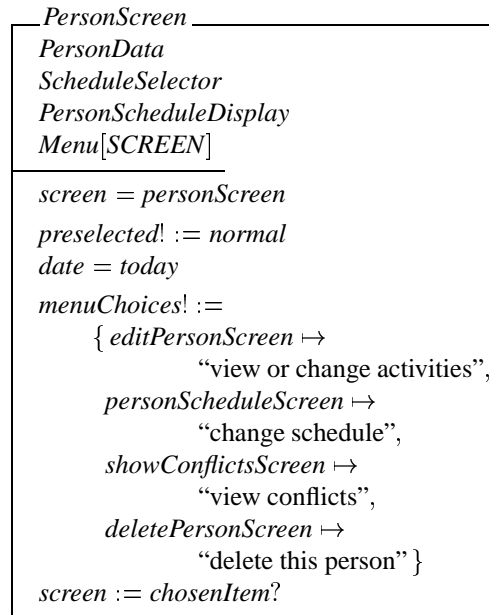 PersonScreen
PersonData
ScheduleSelector
PersonScheduleDisplay
Menu[SCREEN]
screen = personScreen
preselected! := normal
date = today
menuChoices! :=
{ editPersonScreen ↦
“view or change activities”,
personScheduleScreen ↦
“change schedule”,
showConflictsScreen ↦
“view conflicts”,
deletePersonScreen ↦
“delete this person” }
screen := chosenItem?